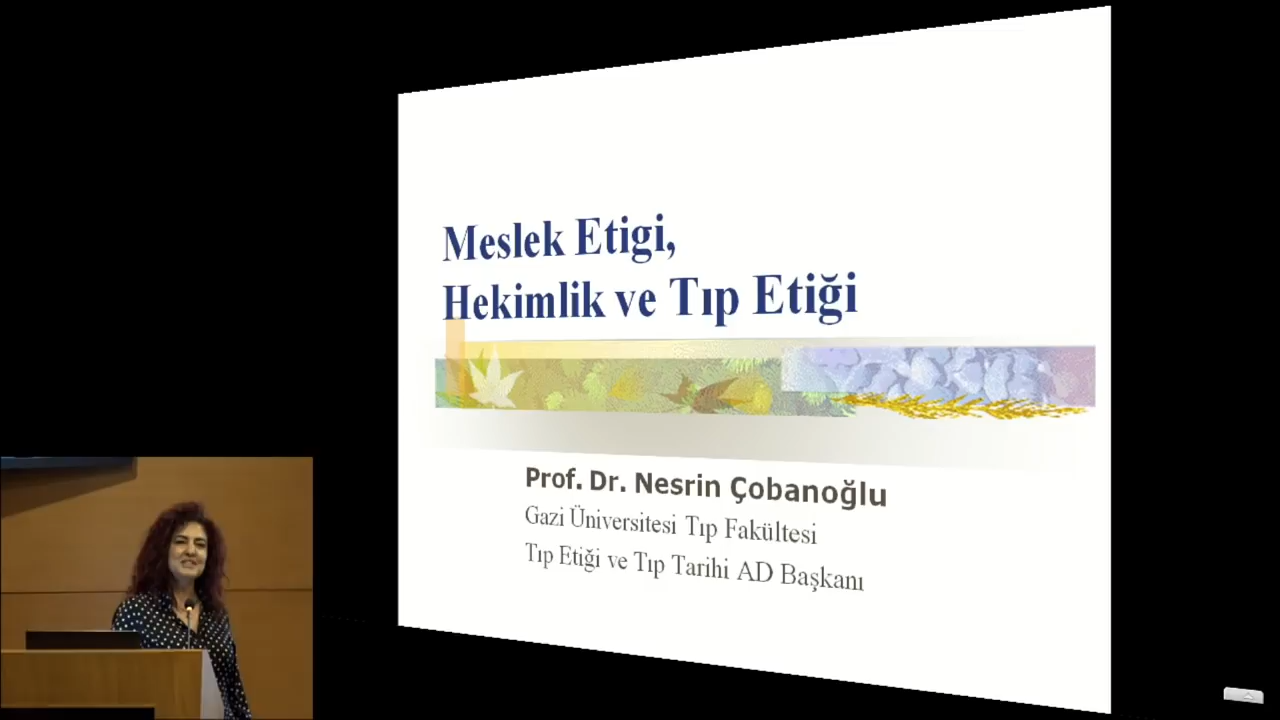 Meslek Etigi,
Hekimlik ve Tıp Etiği
Prof. Dr. Nesrin Çobanoğlu
Gazi Üniversitesi Tıp Fakültesi
Tıp Etiği ve Tıp Tarihi AD Başkanı